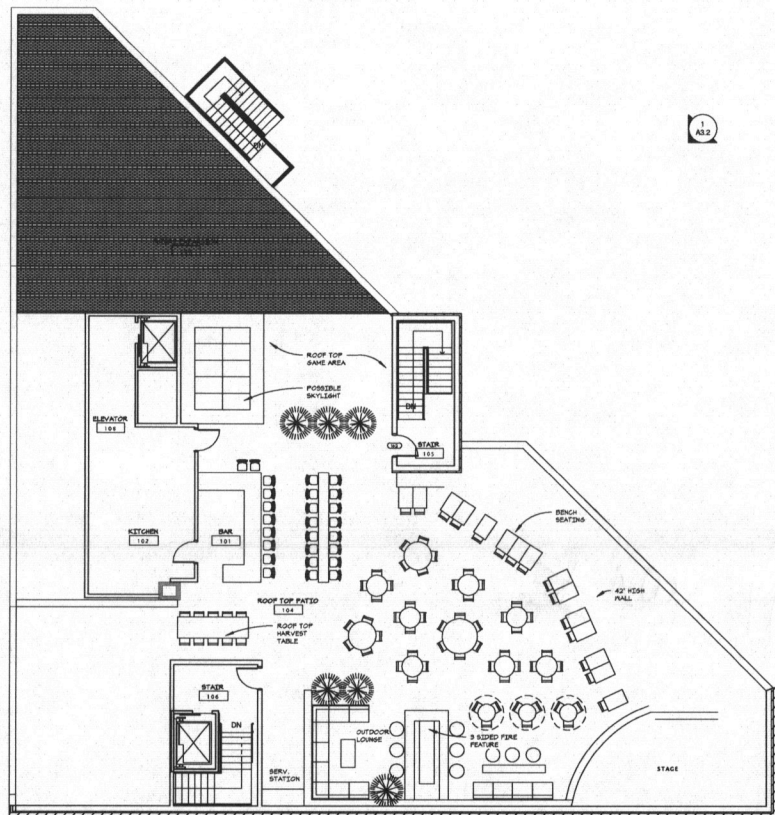 1
A3.2
DN
ROOF TOP
GAME AREA
POSSIBLE
SKYLIGHT
DN
ELEVATOR
STAIR
BENCH
SEATING
KITCHEN
102
BAR
101
42" HIGH
WALL
ROOF TOP PATIO
104
ROOF TOP
HARVEST
TABLE
STAIR
106
DN
OUTDOOR
LOUNGE
3 SIDED FIRE
FEATURE
SERV.
STATION
STAGE